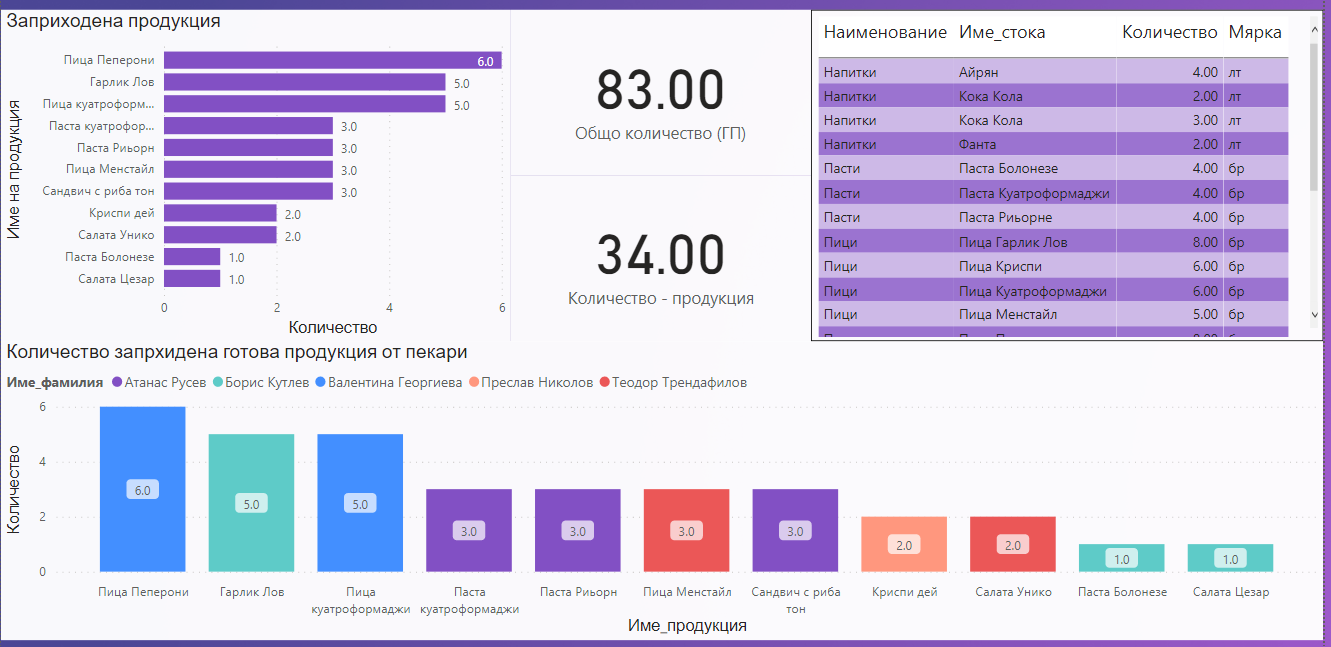 Заприходена продукция
Име на продукция
Пица Пеперони 6.0
Гарлик Лов 5.0
Пица куатроформ... 5.0
Паста куатрофор... 3.0
Паста Риьорн 3.0
Пица Менстайл 3.0
Сандвич с риба тон 3.0
Криспи дей 2.0
Салата Унико 2.0
Паста Болонезе 1.0
Салата Цезар 1.0
0 2 4 6
Количество
83.00
Общо количество (ГП)
34.00
Количество - продукция
Наименование Име_стока Количество Мярка
Напитки Айрян 4.00 лт
Напитки Кока Кола 2.00 лт
Напитки Кока Кола 3.00 лт
Напитки Фанта 2.00 лт
Пасти Паста Болонезе 4.00 бр
Пасти Паста Куатроформаджи 4.00 бр
Пасти Паста Риьорне 4.00 бр
Пици Пица Гарлик Лов 8.00 бр
Пици Пица Криспи 6.00 бр
Пици Пица Куатроформаджи 6.00 бр
Пици Пица Менстайл 5.00 бр
Количество запрхидена готова продукция от пекари
Име_фамилия Атанас Русев Борис Кутлев Валентина Георгиева Преслав Николов Теодор Трендафилов
Количество
6
4
2
0
6.0 5.0 5.0 3.0 3.0 3.0 3.0 2.0 2.0 1.0 1.0
Пица Пеперони Гарлик Лов Пица Паста Паста Риьорн Пица Менстайл Сандвич с риба Криспи дей Салата Унико Паста Болонезе Салата Цезар
куатроформаджи куатроформаджи тон
Име_продукция